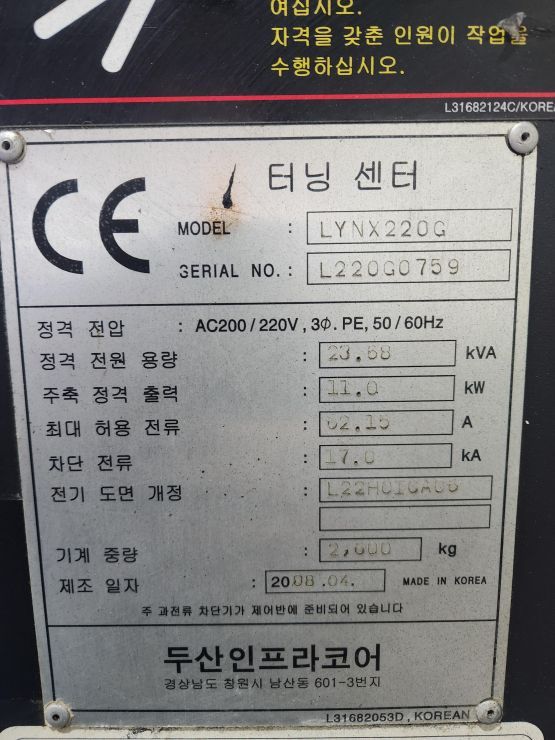 여십시오.
자격을 갖춘 인원이 작업을
수행하십시오.
L31682124C/KOREA
CE
터닝 센터
MODEL : LYNX220G
SERIAL NO. : L220G0759
정격 전압 : AC200/220V, 3Φ. PE, 50/60Hz
정격 전원 용량 : 23.68 kVA
주축 정격 출력 : 11.0 kW
최대 허용 전류 : 62.15 A
차단 전류 : 17.0 kA
전기 도면 개정 :
기계 중량 : kg
제조 일자 : 2008.04. MADE IN KOREA
주 과전류 차단기가 제어반에 준비되어 있습니다
두산인프라코어
경상남도 창원시 남산동 601-3번지
L31682053D, KOREAN